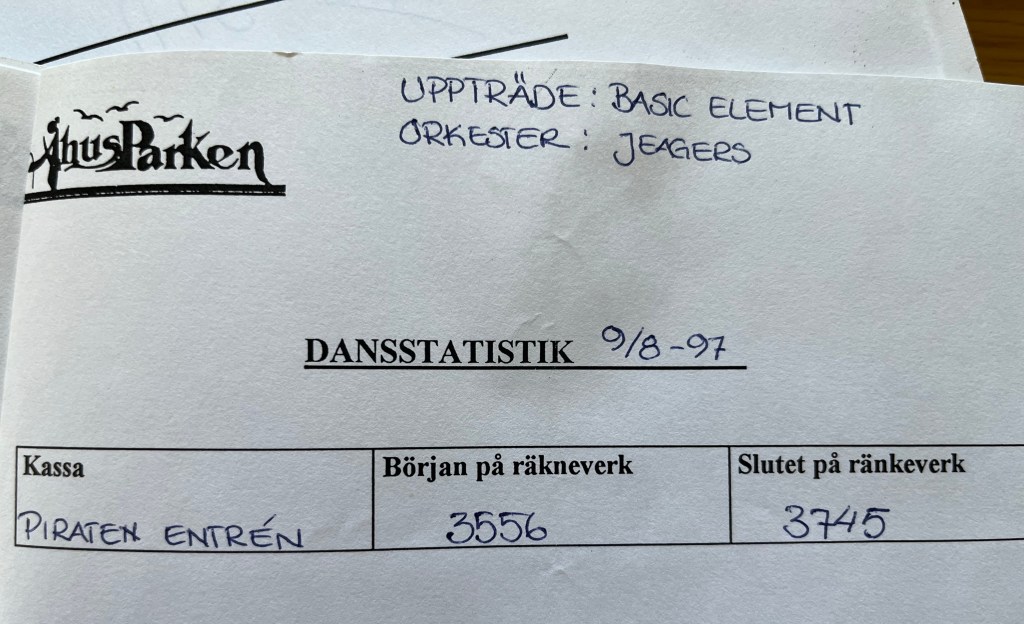 ÅhusParken
UPPTRÄDE: BASIC ELEMENT
ORKESTER: JEAGERS
DANSSTATISTIK 9/8-97
Kassa Början på räkneverk Slutet på ränkeverk
PIRATEN ENTRÉN 3556 3745